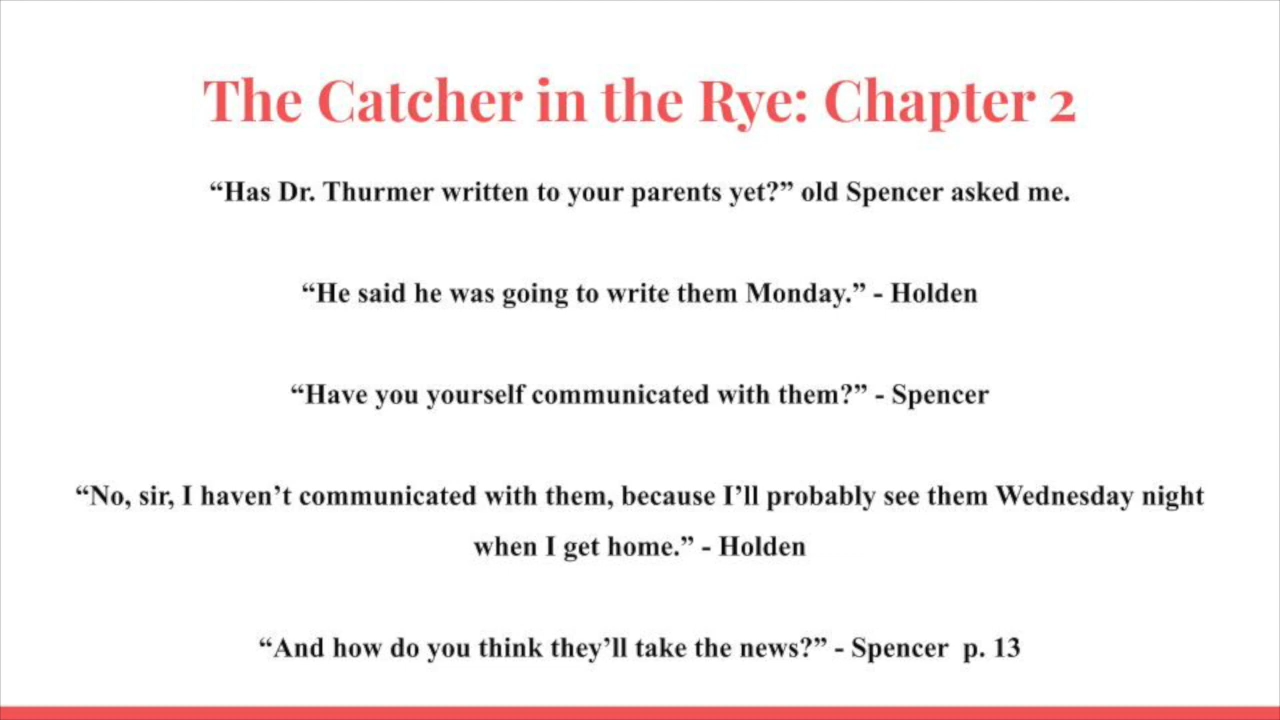 The Catcher in the Rye: Chapter 2
“Has Dr. Thurmer written to your parents yet?” old Spencer asked me.
“He said he was going to write them Monday.” - Holden
“Have you yourself communicated with them?” - Spencer
“No, sir, I haven’t communicated with them, because I’ll probably see them Wednesday night
when I get home.” - Holden
“And how do you think they’ll take the news?” - Spencer  p. 13